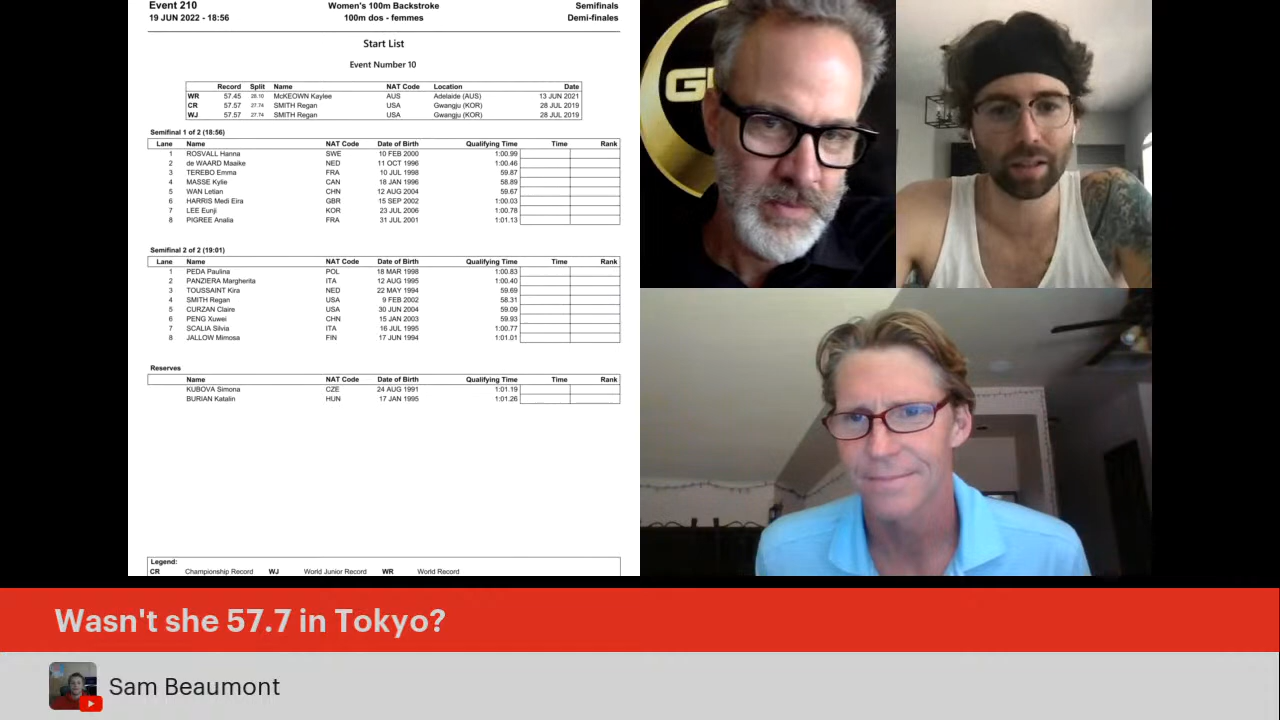 Event 210 Women's 100m Backstroke Semifinals
19 JUN 2022 - 18:56 100m dos - femmes Demi-finales
Start List
Event Number 10
Record Split Name NAT Code Location Date
WR 57.45 28.10 McKEOWN Kaylee AUS Adelaide (AUS) 13 JUN 2021
CR 57.57 27.74 SMITH Regan USA Gwangju (KOR) 28 JUL 2019
WJ 57.57 27.74 SMITH Regan USA Gwangju (KOR) 28 JUL 2019
Semifinal 1 of 2 (18:56)
Lane Name NAT Code Date of Birth Qualifying Time Time Rank
1 ROSVALL Hanna SWE 10 FEB 2000 1:00.99
2 de WAARD Maaike NED 11 OCT 1996 1:00.46
3 TEREBO Emma FRA 10 JUL 1998 59.87
4 MASSE Kylie CAN 18 JAN 1996 58.89
5 WAN Letian CHN 12 AUG 2004 59.67
6 HARRIS Medi Eira GBR 15 SEP 2002 1:00.03
7 LEE Eunji KOR 23 JUL 2006 1:00.78
8 PIGREE Analia FRA 31 JUL 2001 1:01.13
Semifinal 2 of 2 (19:01)
Lane Name NAT Code Date of Birth Qualifying Time Time Rank
1 PEDA Paulina POL 18 MAR 1998 1:00.83
2 PANZIERA Margherita ITA 12 AUG 1995 1:00.40
3 TOUSSAINT Kira NED 22 MAY 1994 59.69
4 SMITH Regan USA 9 FEB 2002 58.31
5 CURZAN Claire USA 30 JUN 2004 59.09
6 PENG Xuwei CHN 15 JAN 2003 59.93
7 SCALIA Silvia ITA 16 JUL 1995 1:00.77
8 JALLOW Mimosa FIN 17 JUN 1994 1:01.01
Reserves
Name NAT Code Date of Birth Qualifying Time Time Rank
KUBOVA Simona CZE 24 AUG 1991 1:01.19
BURIAN Katalin HUN 17 JAN 1995 1:01.26
Legend:
CR Championship Record WJ World Junior Record WR World Record
Wasn't she 57.7 in Tokyo?
Sam Beaumont